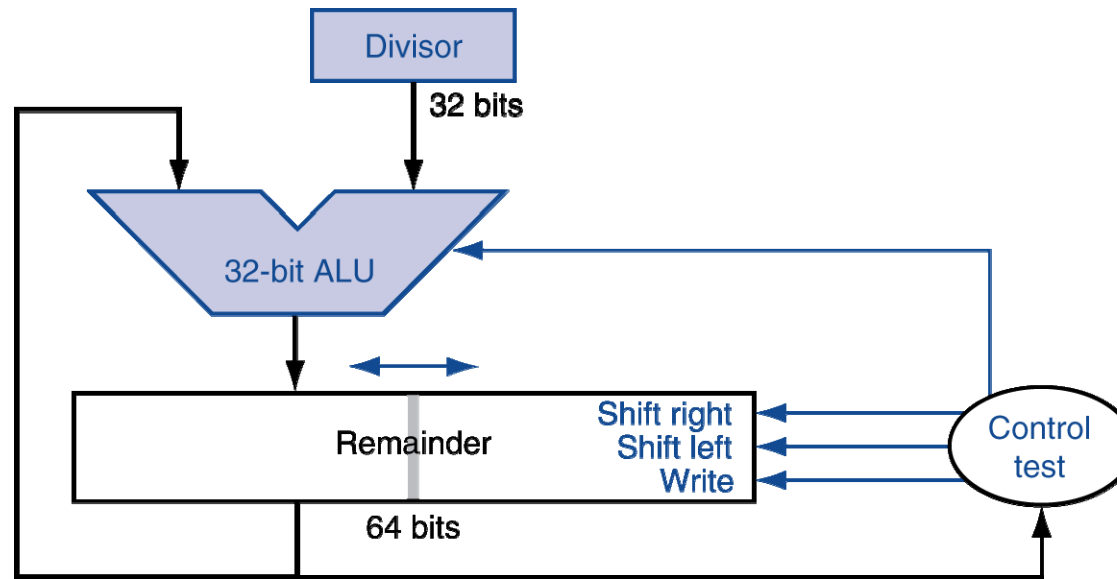 Divisor
32 bits
32-bit ALU
Remainder
Shift right
Shift left
Write
Control
test
64 bits